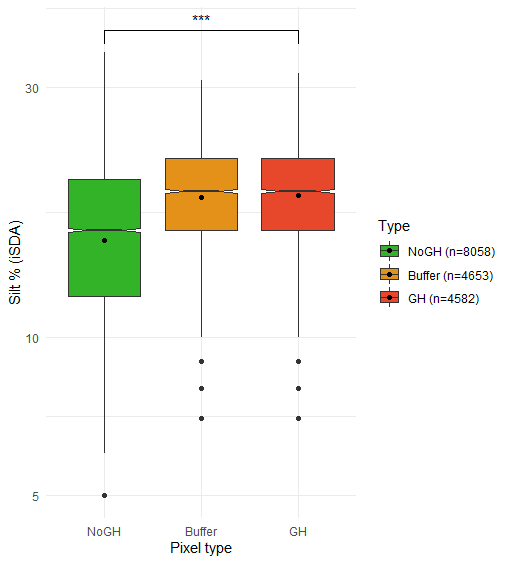 ***
30
10
5
Silt % (iSDA)
NoGH
Buffer
GH
Pixel type
Type
NoGH (n=8058)
Buffer (n=4653)
GH (n=4582)